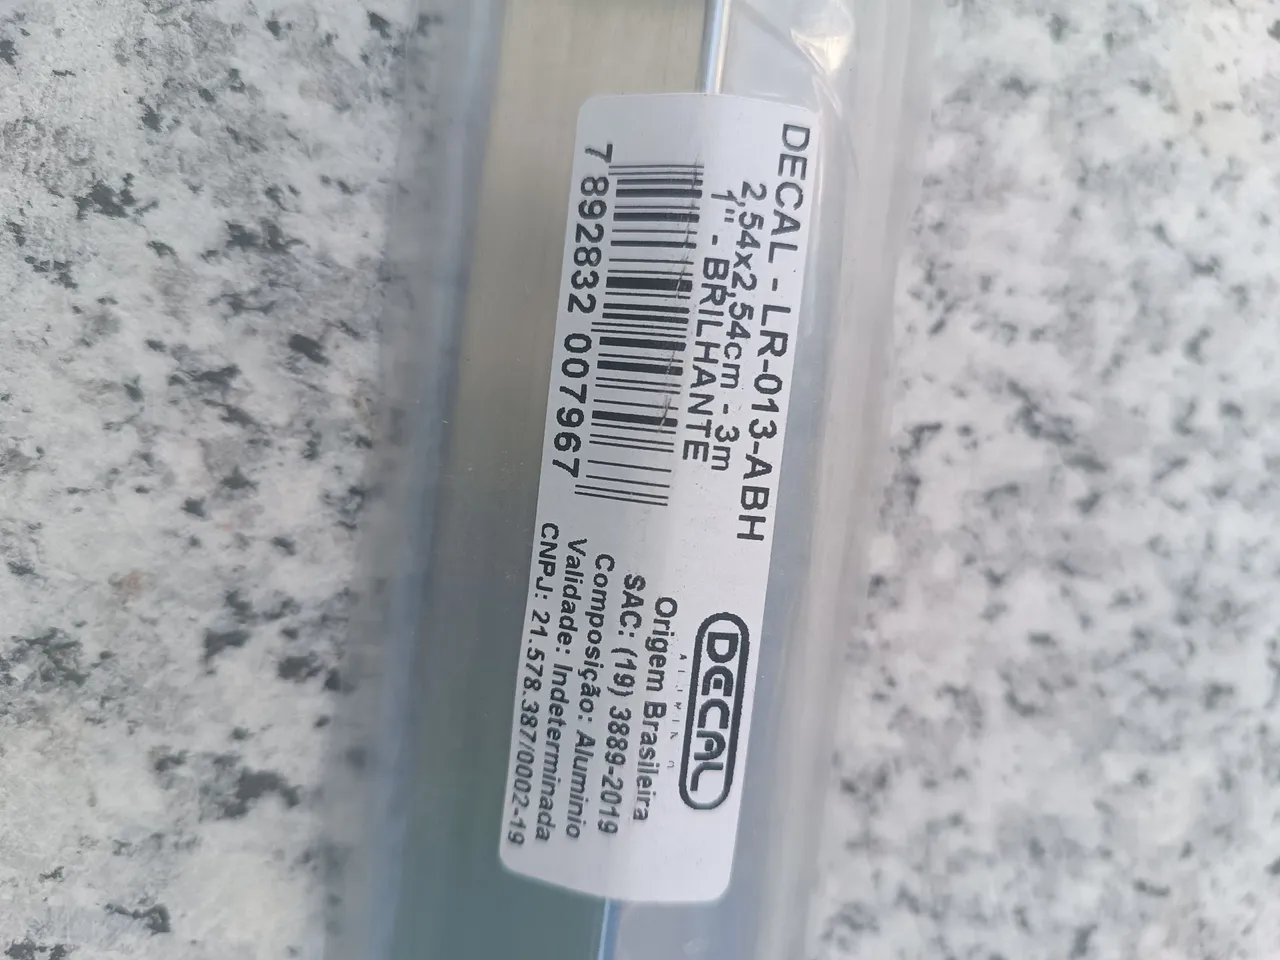 DECAL - LR-013-ABH
2,54x2,54cm - 3m
1" - BRILHANTE
7 892832 007967
DECAL
Origem Brasileira
SAC: (19) 3889-2019
Composição: Alumínio
Validade: Indeterminada
CNPJ: 21.578.387/0002-19